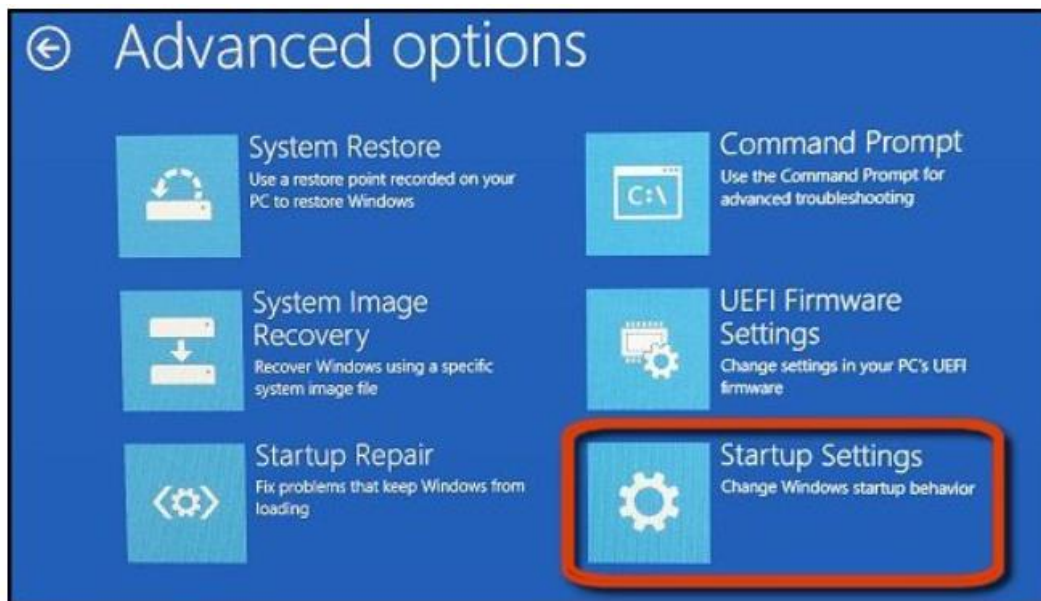 Advanced options
System Restore
Use a restore point recorded on your
PC to restore Windows
Command Prompt
Use the Command Prompt for
advanced troubleshooting
C:\
System Image
Recovery
Recover Windows using a specific
system image file
UEFI Firmware
Settings
Change settings in your PC's UEFI
firmware
Startup Repair
Fix problems that keep Windows from
loading
Startup Settings
Change Windows startup behavior